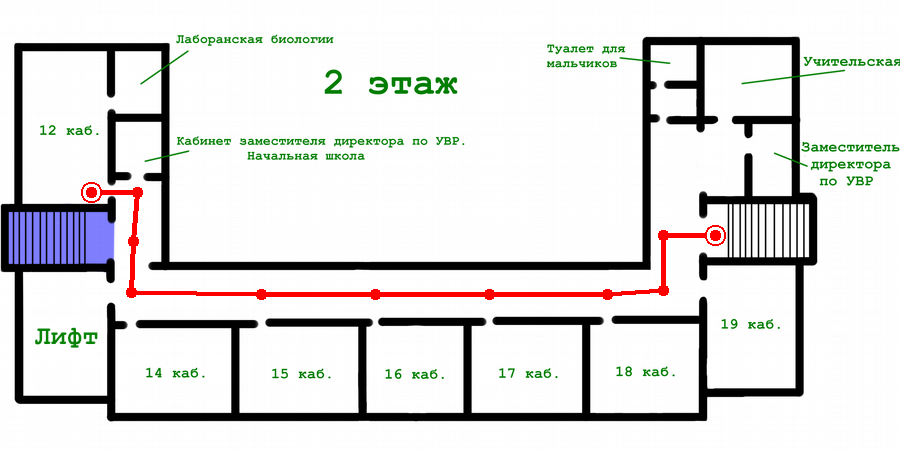 Лаборанская биологии
2 этаж
Туалет для
мальчиков
Учительская
12 каб.
Кабинет заместителя директора по УВР.
Начальная школа
Заместитель
директора
по УВР
Лифт
14 каб.
15 каб.
16 каб.
17 каб.
18 каб.
19 каб.